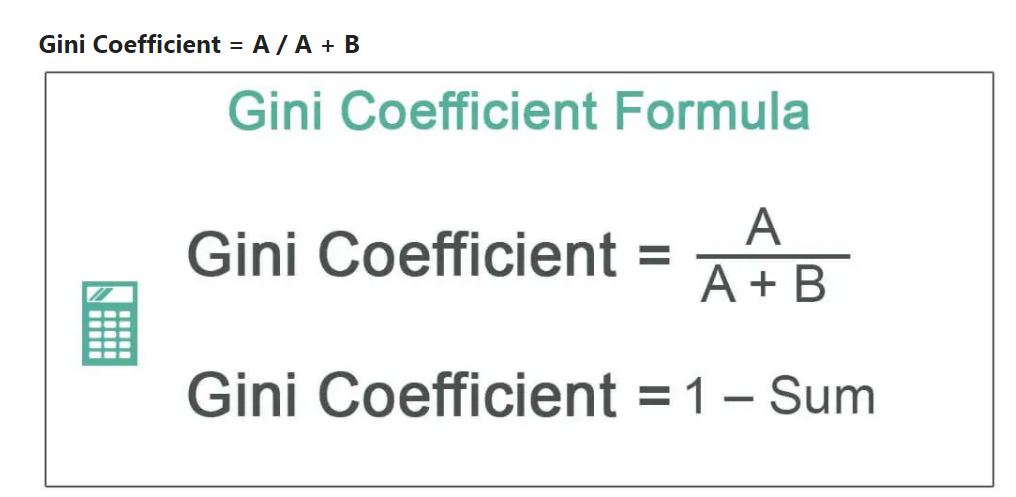 Gini Coefficient = A / A + B
Gini Coefficient Formula
Gini Coefficient = A
A + B
Gini Coefficient = 1 – Sum